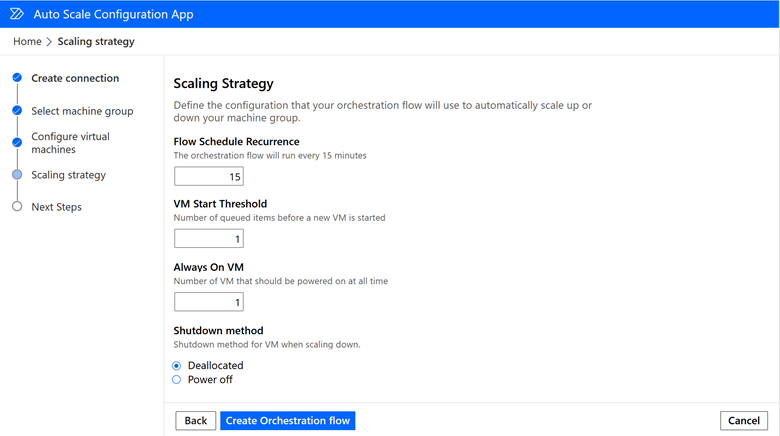 Auto Scale Configuration App
Home > Scaling strategy
Create connection
Select machine group
Configure virtual
machines
Scaling strategy
Next Steps
Scaling Strategy
Define the configuration that your orchestration flow will use to automatically scale up or
down your machine group.
Flow Schedule Recurrence
The orchestration flow will run every 15 minutes
15
VM Start Threshold
Number of queued items before a new VM is started
1
Always On VM
Number of VM that should be powered on at all time
1
Shutdown method
Shutdown method for VM when scaling down.
Deallocated
Power off
Back
Create Orchestration flow
Cancel